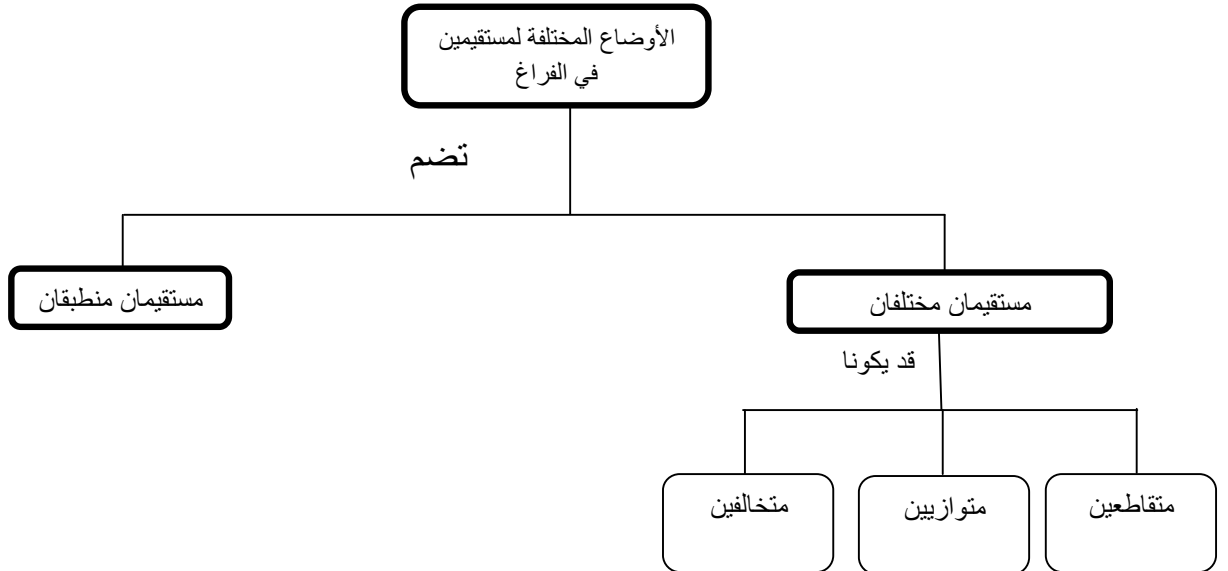 الأوضاع المختلفة لمستقيمين
في الفراغ
تضم
مستقيمان مختلفان
مستقيمان منطبقان
قد يكونا
متقاطعين
متوازيين
متخالفين